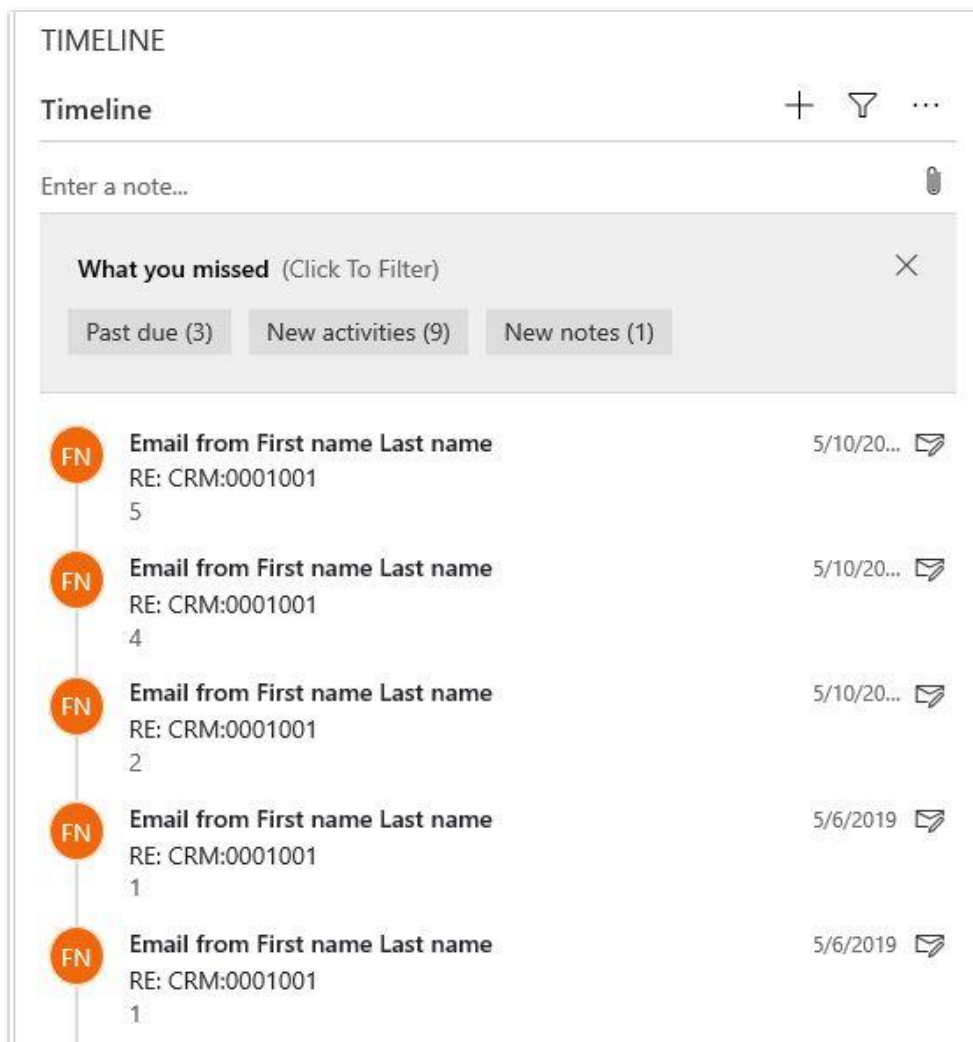 TIMELINE
Timeline
Enter a note...
What you missed (Click To Filter)
Past due (3) New activities (9) New notes (1)
FN Email from First name Last name 5/10/20...
RE: CRM:0001001
5
FN Email from First name Last name 5/10/20...
RE: CRM:0001001
4
FN Email from First name Last name 5/10/20...
RE: CRM:0001001
2
FN Email from First name Last name 5/6/2019
RE: CRM:0001001
1
FN Email from First name Last name 5/6/2019
RE: CRM:0001001
1